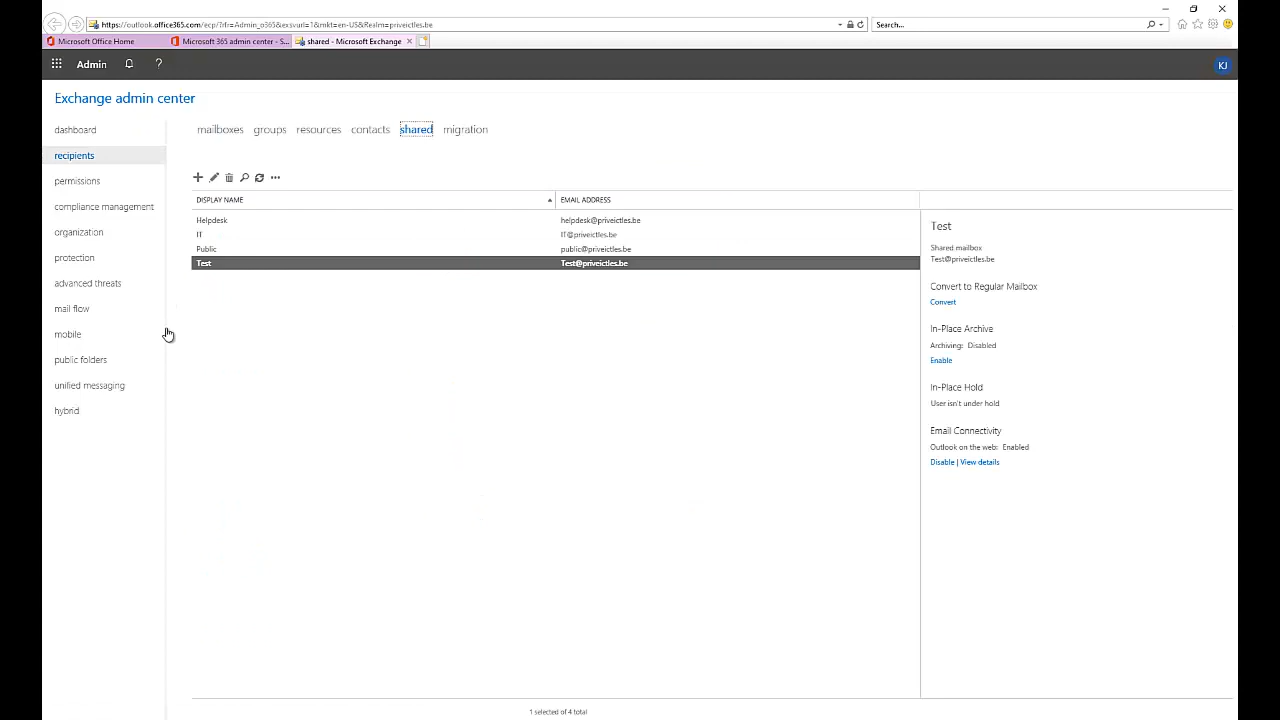 https://outlook.office365.com/ecp/?rfr=Admin_o365&exsvurl=1&mkt=en-US&Realm=priveictles.be
Search...
Microsoft Office Home
Microsoft 365 admin center - S...
shared - Microsoft Exchange
Admin
?
KJ
Exchange admin center
dashboard
recipients
permissions
compliance management
organization
protection
advanced threats
mail flow
mobile
public folders
unified messaging
hybrid
mailboxes groups resources contacts shared migration
DISPLAY NAME EMAIL ADDRESS
Helpdesk helpdesk@priveictles.be
IT IT@priveictles.be
Public public@priveictles.be
Test Test@priveictles.be
Test
Shared mailbox
Test@priveictles.be
Convert to Regular Mailbox
Convert
In-Place Archive
Archiving: Disabled
Enable
In-Place Hold
User isn't under hold
Email Connectivity
Outlook on the web: Enabled
Disable | View details
1 selected of 4 total